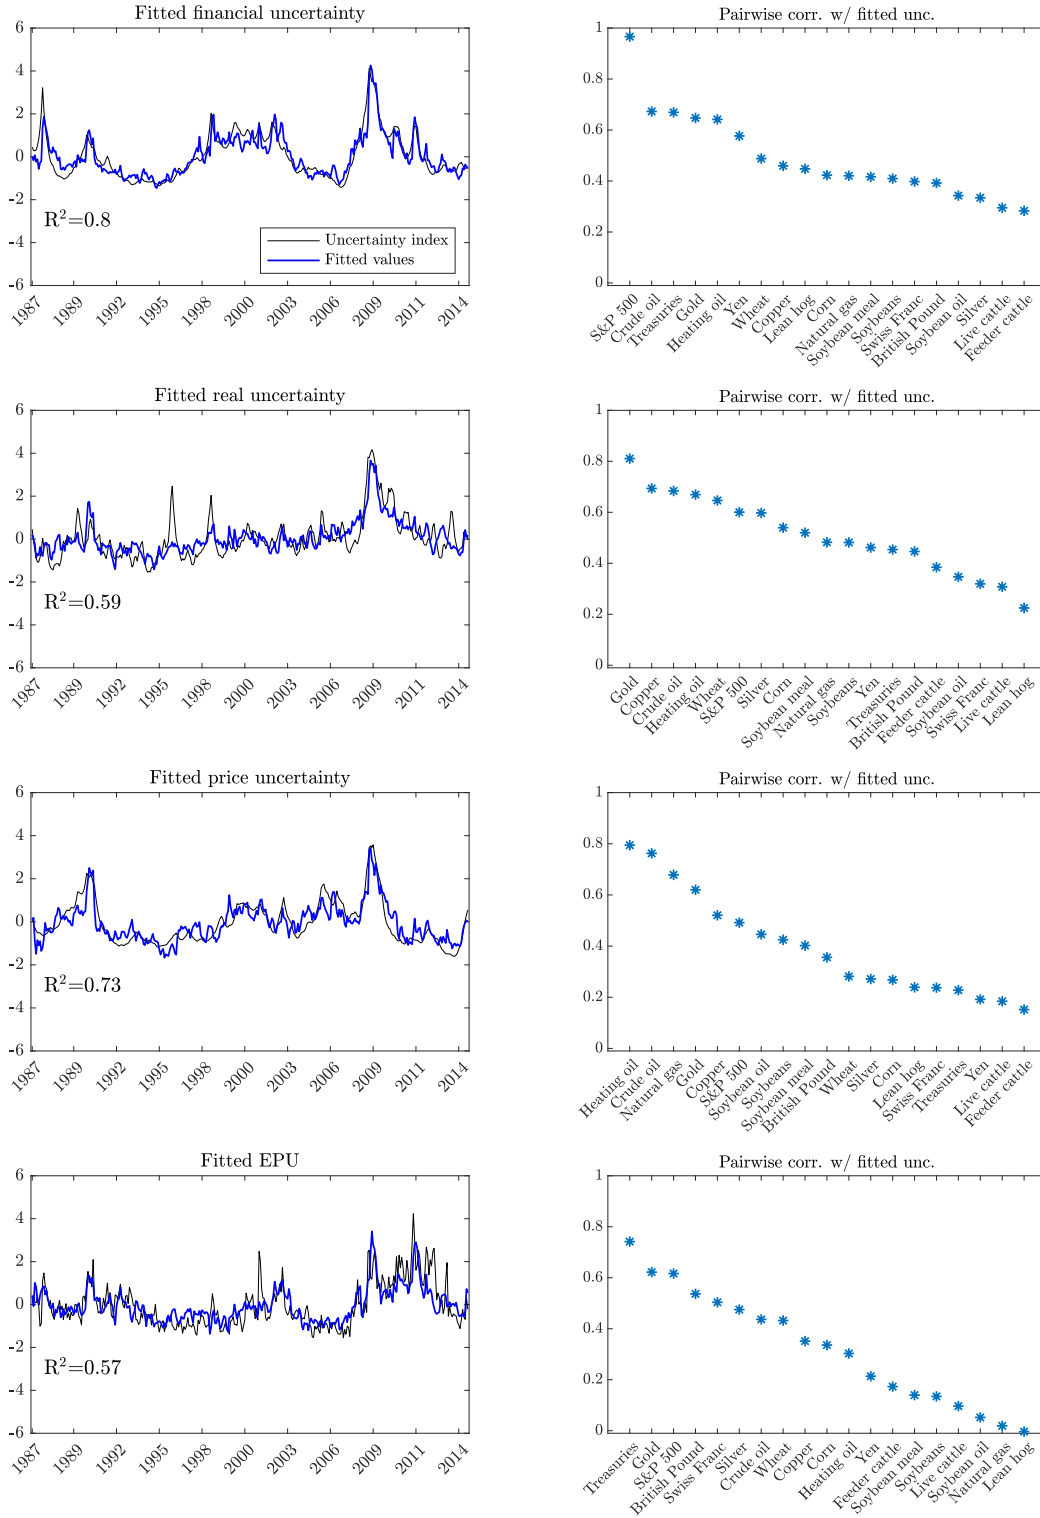 Fitted financial uncertainty
6
4
2
0
-2
-4
-6
R²=0.8
Uncertainty index
Fitted values
1987
1989
1992
1995
1998
2000
2003
2006
2009
2011
2014
Pairwise corr. w/ fitted unc.
1
0.8
0.6
0.4
0.2
0
S&P 500
Crude oil
Treasuries
Gold
Heating oil
Yen
Wheat
Copper
Lean hog
Corn
Natural gas
Soybean meal
Soybeans
Swiss Franc
British Pound
Soybean oil
Silver
Live cattle
Feeder cattle
Fitted real uncertainty
6
4
2
0
-2
-4
-6
R²=0.59
1987
1989
1992
1995
1998
2000
2003
2006
2009
2011
2014
Pairwise corr. w/ fitted unc.
1
0.8
0.6
0.4
0.2
0
Gold
Copper
Crude oil
Heating oil
Wheat
S&P 500
Silver
Corn
Soybean meal
Natural gas
Soybeans
Yen
Treasuries
British Pound
Feeder cattle
Soybean oil
Swiss Franc
Live cattle
Lean hog
Fitted price uncertainty
6
4
2
0
-2
-4
-6
R²=0.73
1987
1989
1992
1995
1998
2000
2003
2006
2009
2011
2014
Pairwise corr. w/ fitted unc.
1
0.8
0.6
0.4
0.2
0
Heating oil
Crude oil
Natural gas
Gold
Copper
S&P 500
Soybean oil
Soybeans
Soybean meal
British Pound
Wheat
Silver
Corn
Lean hog
Swiss Franc
Treasuries
Yen
Live cattle
Feeder cattle
Fitted EPU
6
4
2
0
-2
-4
-6
R²=0.57
1987
1989
1992
1995
1998
2000
2003
2006
2009
2011
2014
Pairwise corr. w/ fitted unc.
1
0.8
0.6
0.4
0.2
0
Treasuries
Gold
S&P 500
British Pound
Swiss Franc
Silver
Crude oil
Wheat
Copper
Corn
Heating oil
Yen
Feeder cattle
Soybean meal
Soybeans
Live cattle
Soybean oil
Natural gas
Lean hog